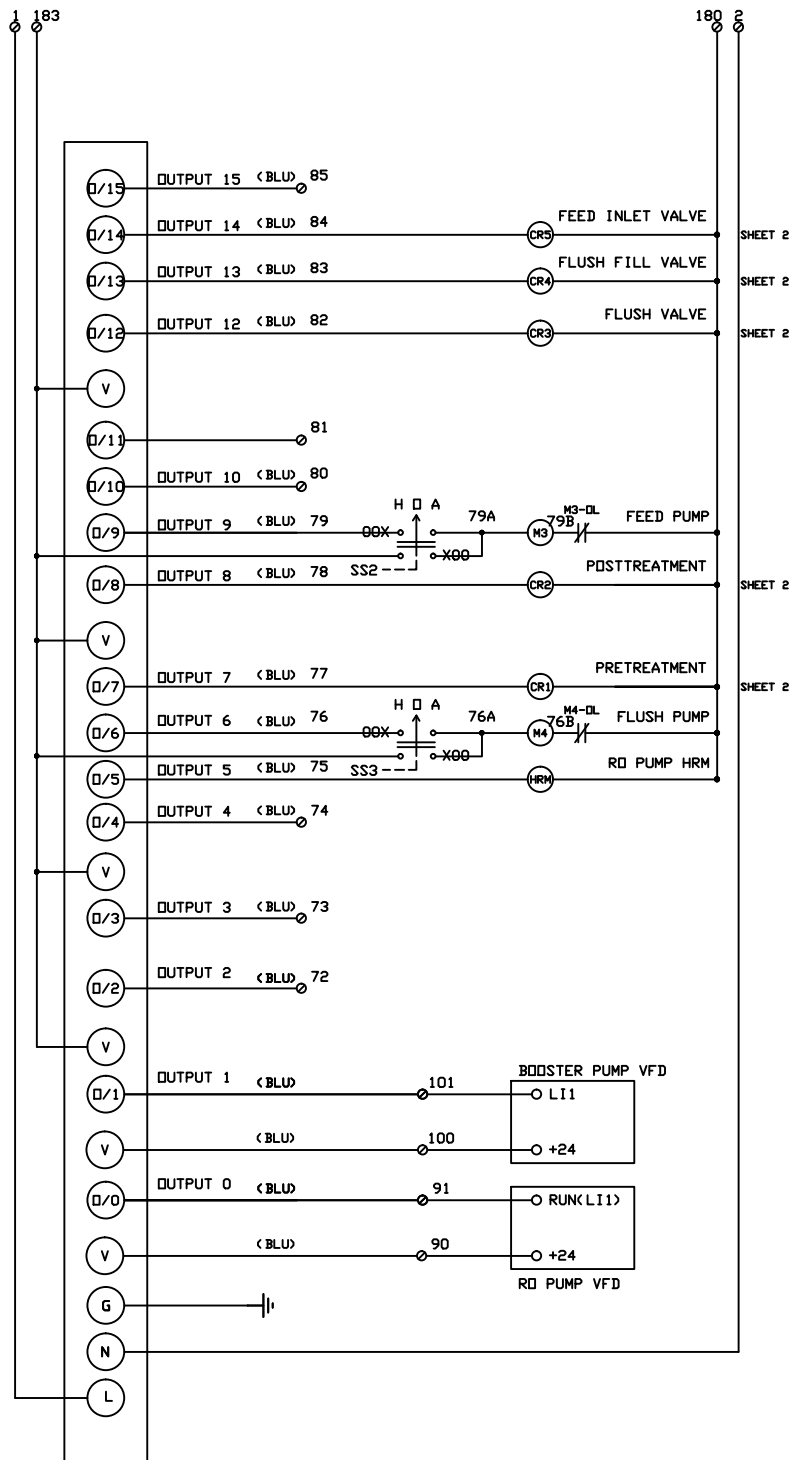 1 183 180 2
O/15 OUTPUT 15 (BLU) 85
FEED INLET VALVE
O/14 OUTPUT 14 (BLU) 84 CR5 SHEET 2
FLUSH FILL VALVE
O/13 OUTPUT 13 (BLU) 83 CR4 SHEET 2
FLUSH VALVE
O/12 OUTPUT 12 (BLU) 82 CR3 SHEET 2
V
O/11 81
O/10 OUTPUT 10 (BLU) 80
H O A
M3-OL
O/9 OUTPUT 9 (BLU) 79 OOX 79A M3 79B FEED PUMP
XOO
SS2
POSTTREATMENT
O/8 OUTPUT 8 (BLU) 78 CR2 SHEET 2
V
PRETREATMENT
O/7 OUTPUT 7 (BLU) 77 CR1 SHEET 2
H O A
M4-OL
O/6 OUTPUT 6 (BLU) 76 OOX 76A M4 76B FLUSH PUMP
XOO
SS3
RO PUMP HRM
O/5 OUTPUT 5 (BLU) 75 HRM
O/4 OUTPUT 4 (BLU) 74
V
O/3 OUTPUT 3 (BLU) 73
O/2 OUTPUT 2 (BLU) 72
V
BOOSTER PUMP VFD
O/1 OUTPUT 1 (BLU) 101 LI1
V (BLU) 100 +24
O/0 OUTPUT 0 (BLU) 91 RUN(LI1)
V (BLU) 90 +24
RO PUMP VFD
G
N
L